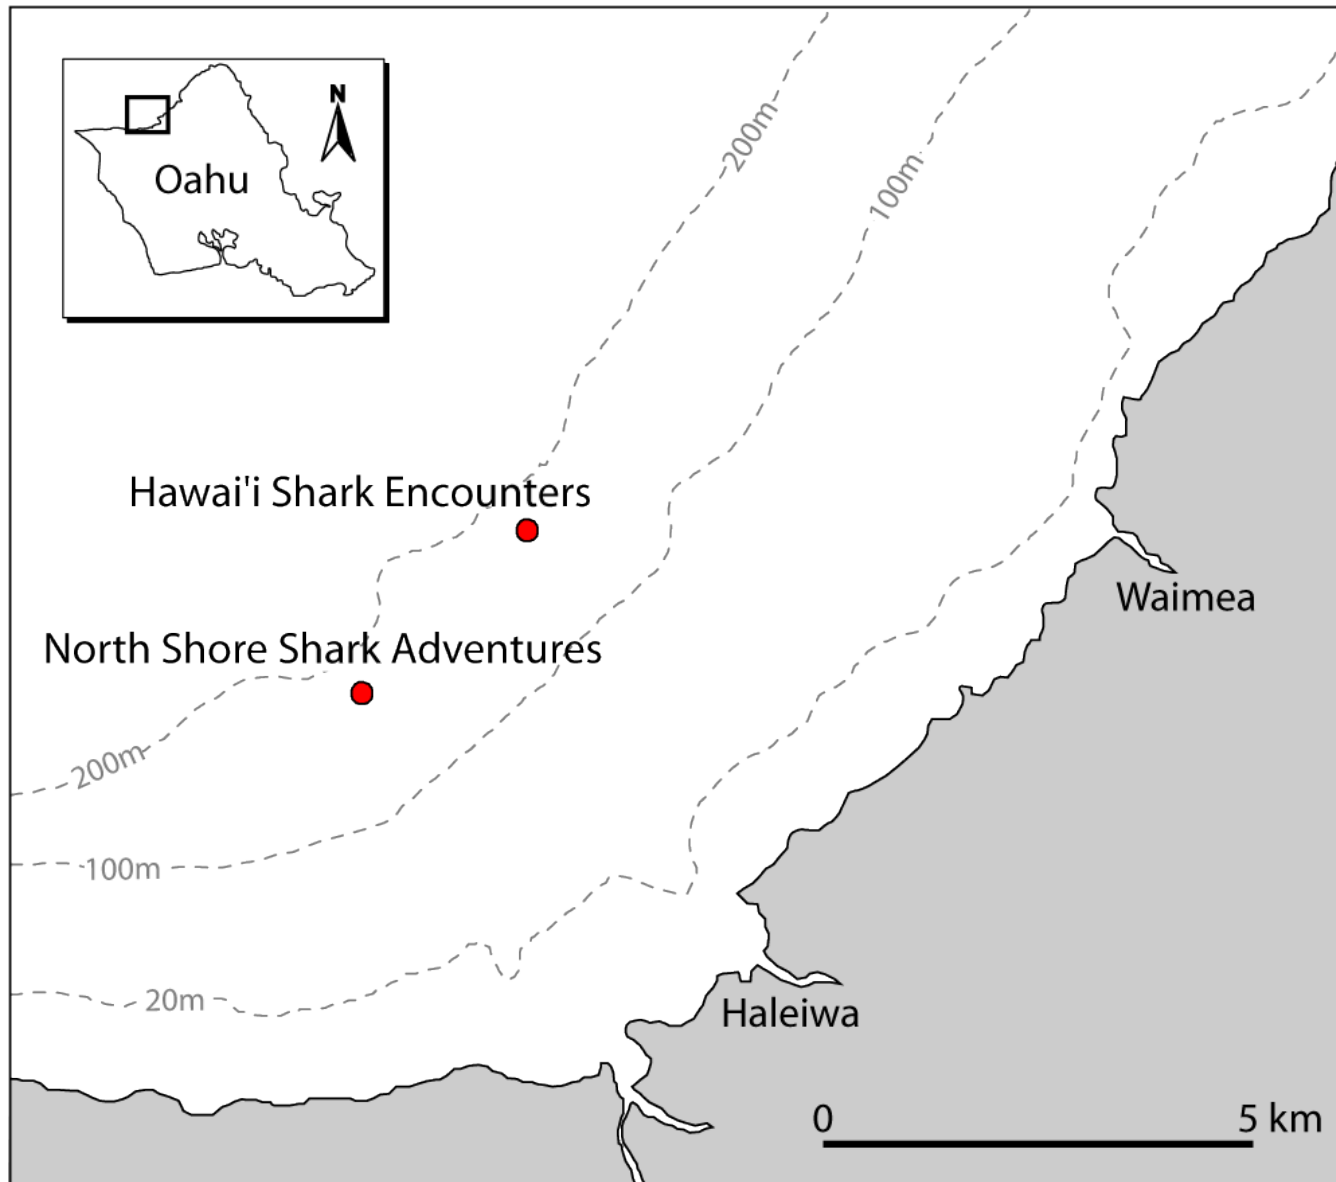 N
Oahu
200m
100m
Hawai'i Shark Encounters
Waimea
North Shore Shark Adventures
200m
100m
20m
Haleiwa
0 5 km